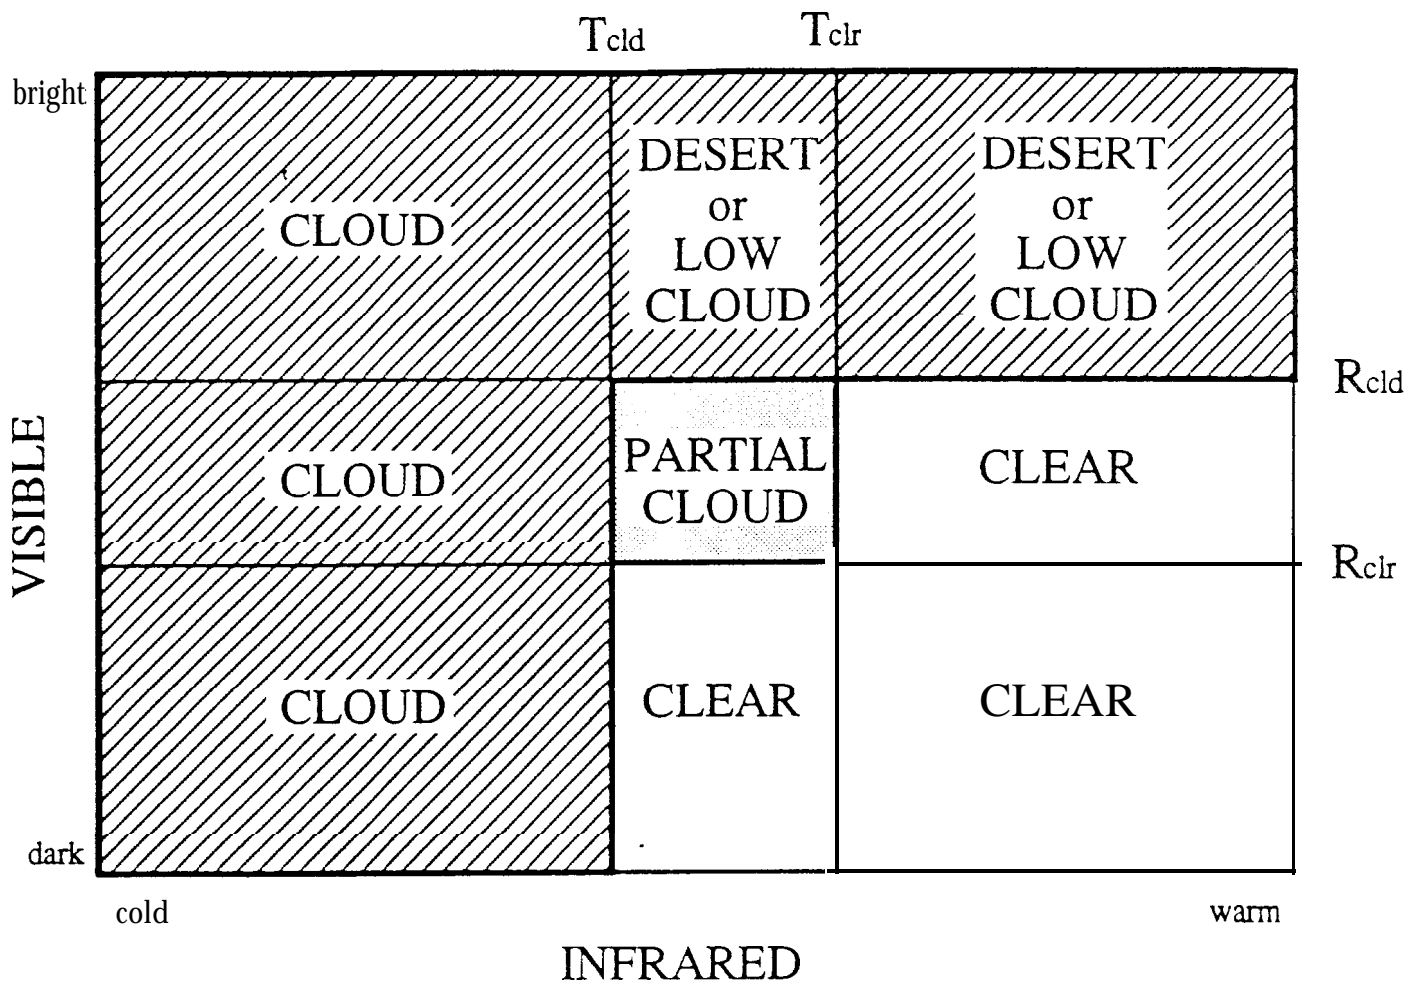 Tcld
Tclr
bright
DESERT
or
LOW
CLOUD
DESERT
or
LOW
CLOUD
CLOUD
Rcld
CLOUD
PARTIAL
CLOUD
CLEAR
VISIBLE
Rclr
CLOUD
CLEAR
CLEAR
dark
cold
warm
INFRARED